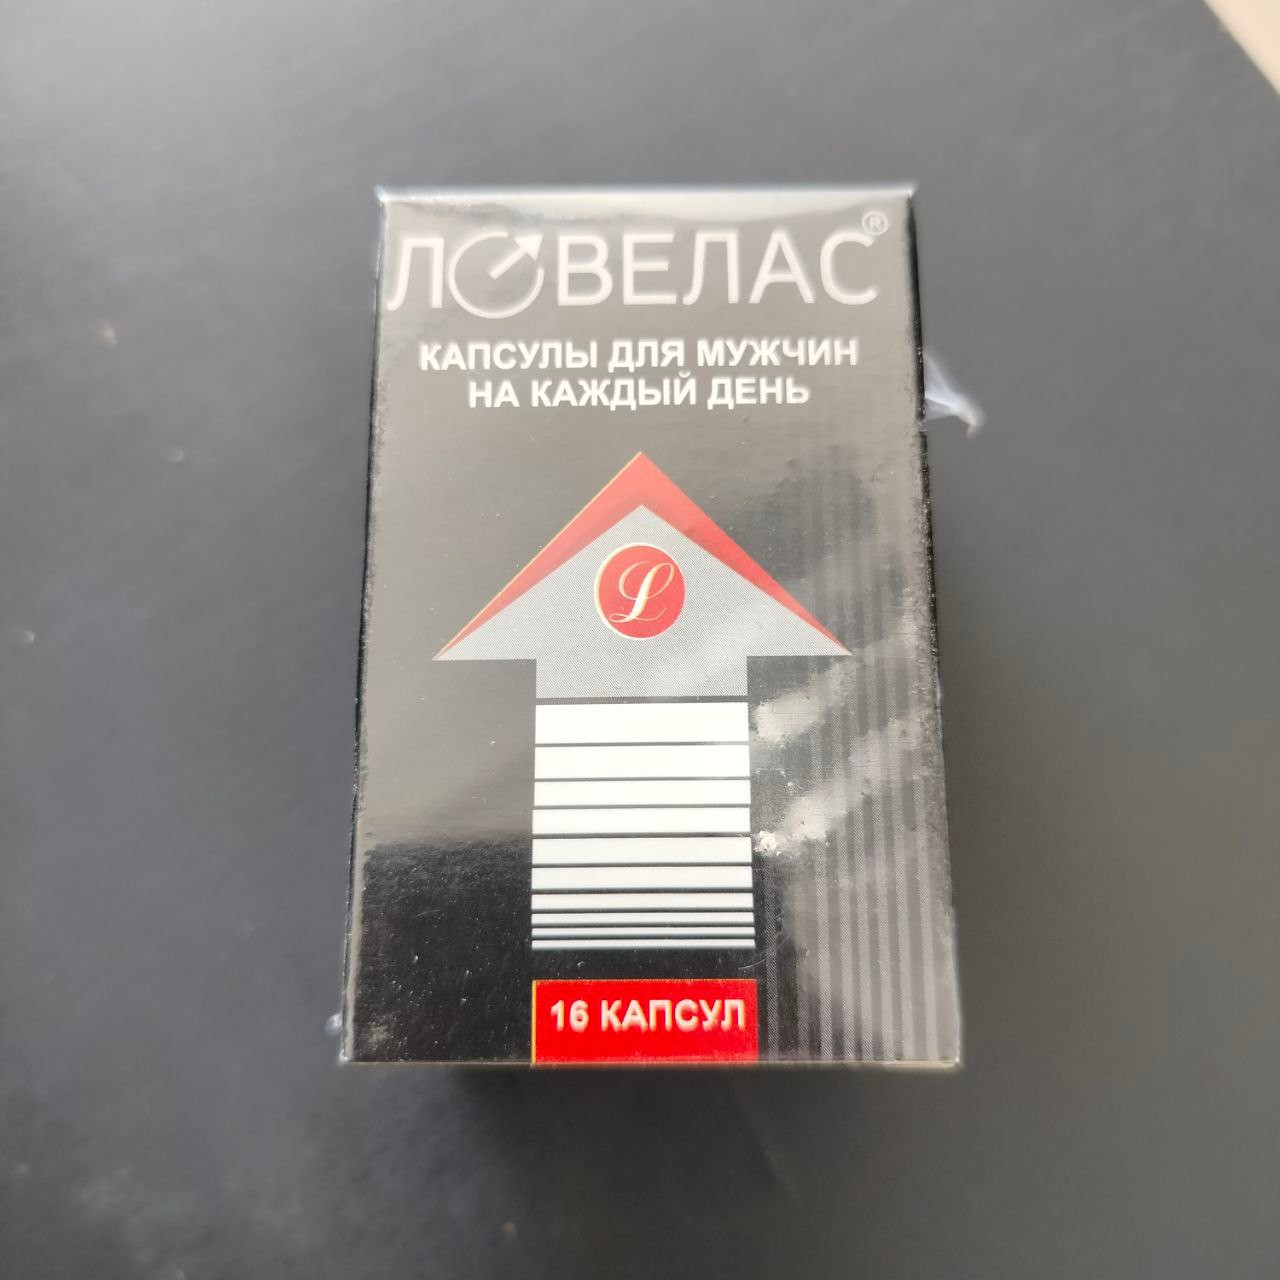 ЛОВЕЛАС®
КАПСУЛЫ ДЛЯ МУЖЧИН
НА КАЖДЫЙ ДЕНЬ
L
16 КАПСУЛ